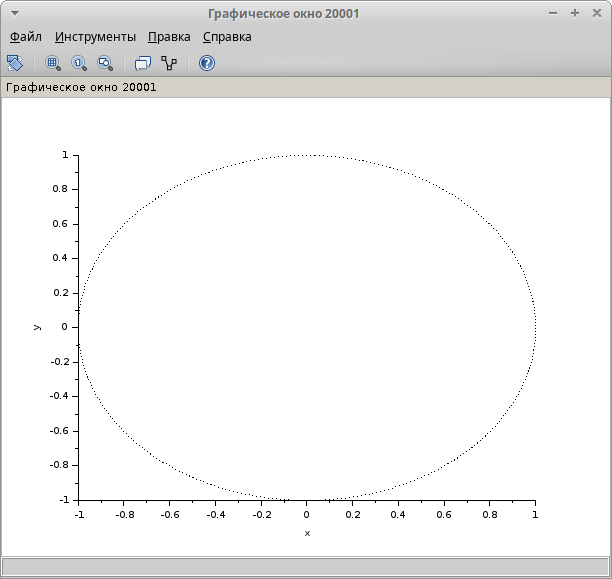 Графическое окно 20001
Файл Инструменты Правка Справка
Графическое окно 20001
1
0.8
0.6
0.4
0.2
0
-0.2
-0.4
-0.6
-0.8
-1
y
-1 -0.8 -0.6 -0.4 -0.2 0 0.2 0.4 0.6 0.8 1
x